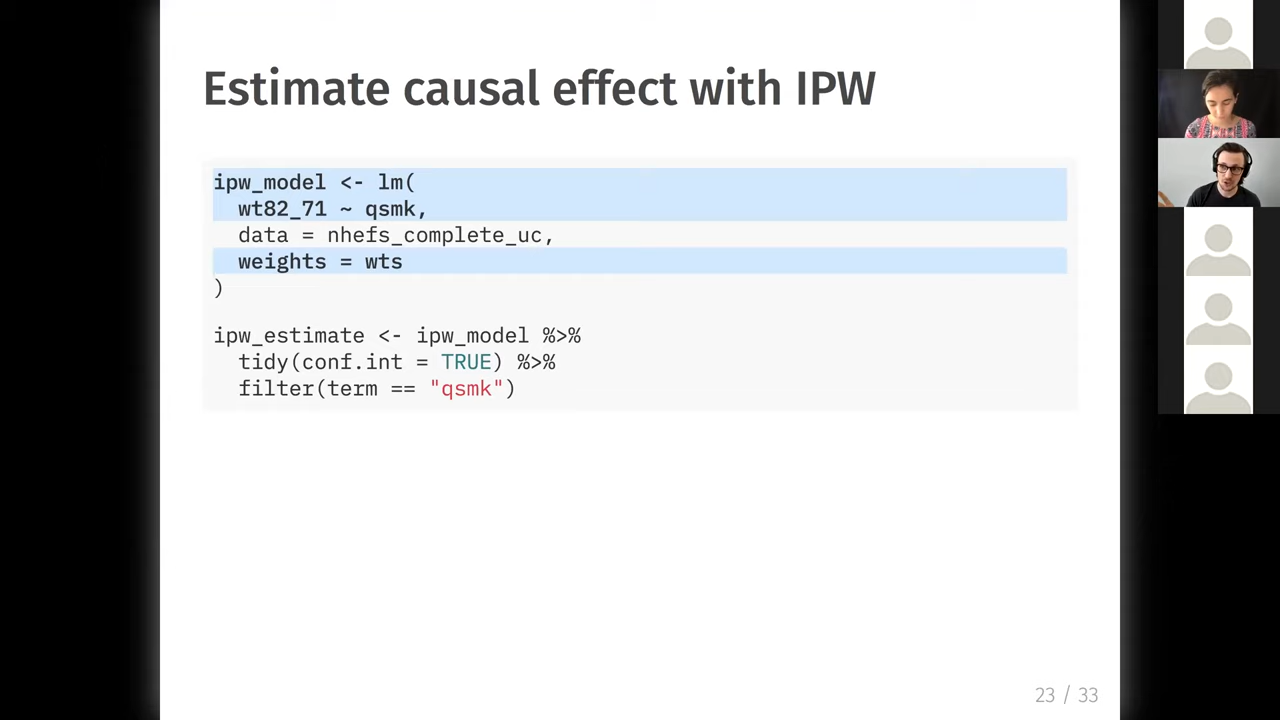 Estimate causal effect with IPW
ipw_model <- lm(
  wt82_71 ~ qsmk,
  data = nhefs_complete_uc,
  weights = wts
)
ipw_estimate <- ipw_model %>%
  tidy(conf.int = TRUE) %>%
  filter(term == "qsmk")
23 / 33